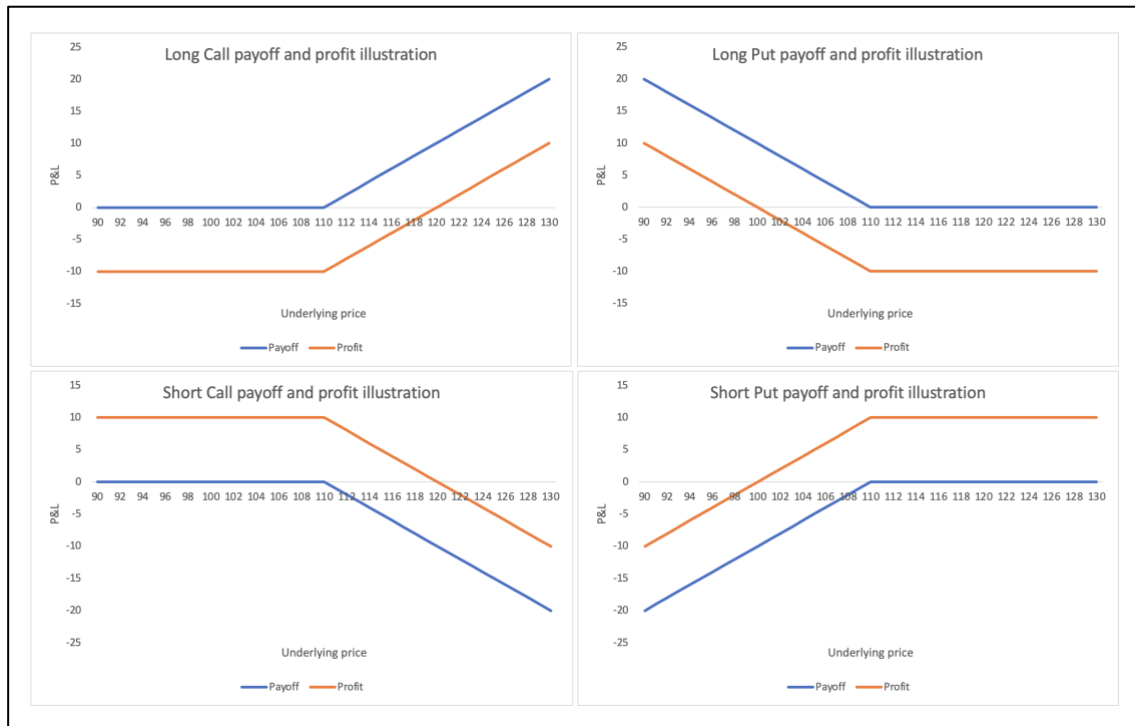 Long Call payoff and profit illustration
25
20
15
10
5
0
-5
-10
-15
P&L
90 92 94 96 98 100 102 104 106 108 110 112 114 116 118 120 122 124 126 128 130
Underlying price
Payoff Profit
Long Put payoff and profit illustration
25
20
15
10
5
0
-5
-10
-15
P&L
90 92 94 96 98 100 102 104 106 108 110 112 114 116 118 120 122 124 126 128 130
Underlying price
Payoff Profit
Short Call payoff and profit illustration
15
10
5
0
-5
-10
-15
-20
-25
P&L
90 92 94 96 98 100 102 104 106 108 110 112 114 116 118 120 122 124 126 128 130
Underlying price
Payoff Profit
Short Put payoff and profit illustration
15
10
5
0
-5
-10
-15
-20
-25
P&L
90 92 94 96 98 100 102 104 106 108 110 112 114 116 118 120 122 124 126 128 130
Underlying price
Payoff Profit